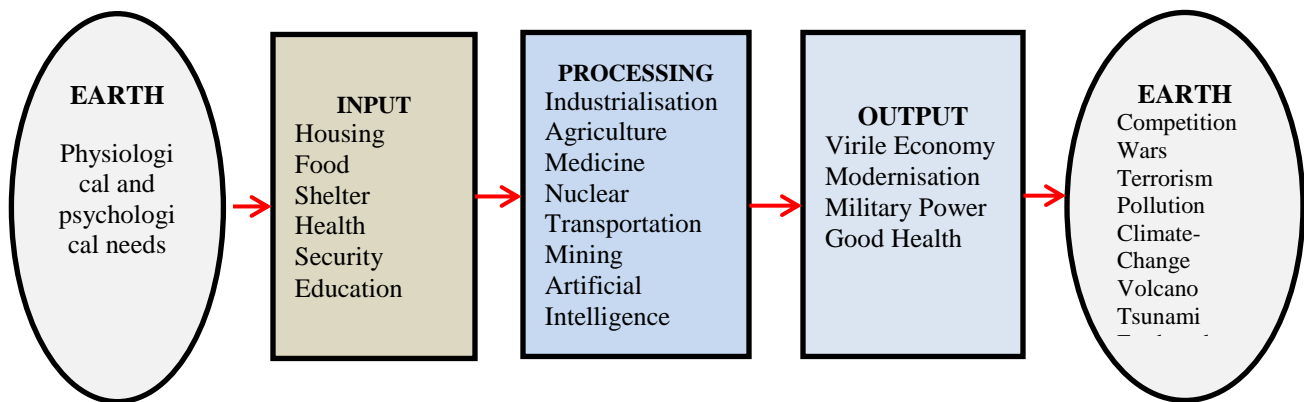 EARTH
Physiologi
cal and
psychologi
cal needs
INPUT
Housing
Food
Shelter
Health
Security
Education
PROCESSING
Industrialisation
Agriculture
Medicine
Nuclear
Transportation
Mining
Artificial
Intelligence
OUTPUT
Virile Economy
Modernisation
Military Power
Good Health
EARTH
Competition
Wars
Terrorism
Pollution
Climate-
Change
Volcano
Tsunami